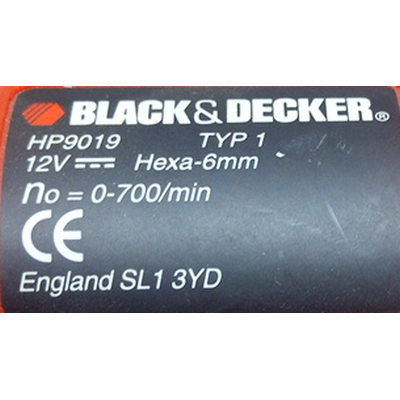 BLACK&DECKER®
HP9019 TYP 1
12V ⎓ Hexa-6mm
no = 0-700/min
CE
England SL1 3YD